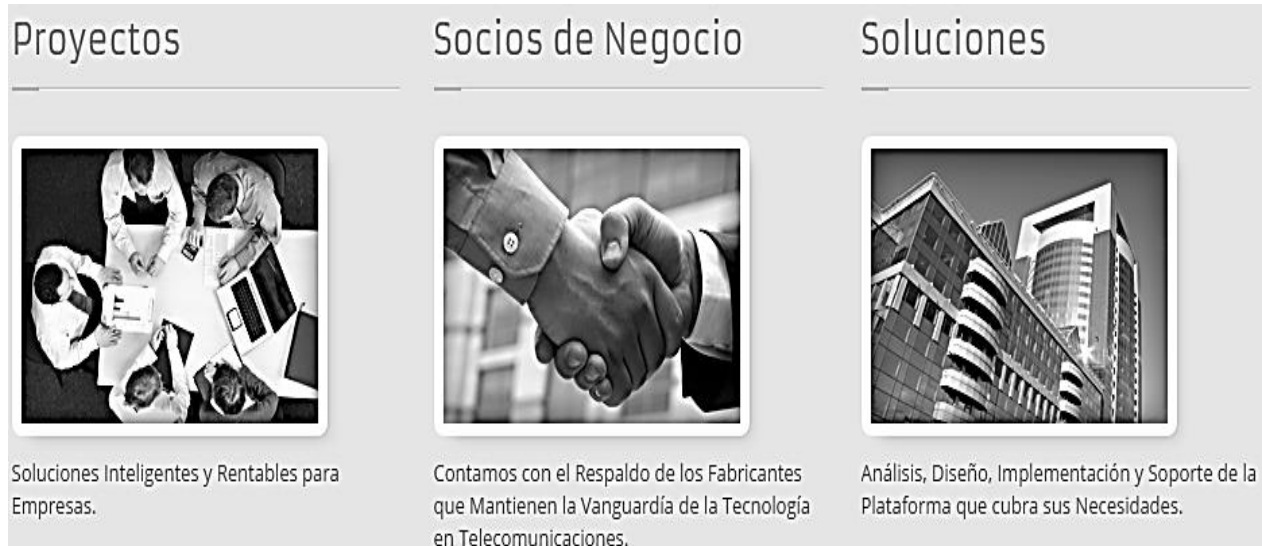 Proyectos
Soluciones Inteligentes y Rentables para
Empresas.
Socios de Negocio
Contamos con el Respaldo de los Fabricantes
que Mantienen la Vanguardía de la Tecnología
en Telecomunicaciones.
Soluciones
Análisis, Diseño, Implementación y Soporte de la
Plataforma que cubra sus Necesidades.